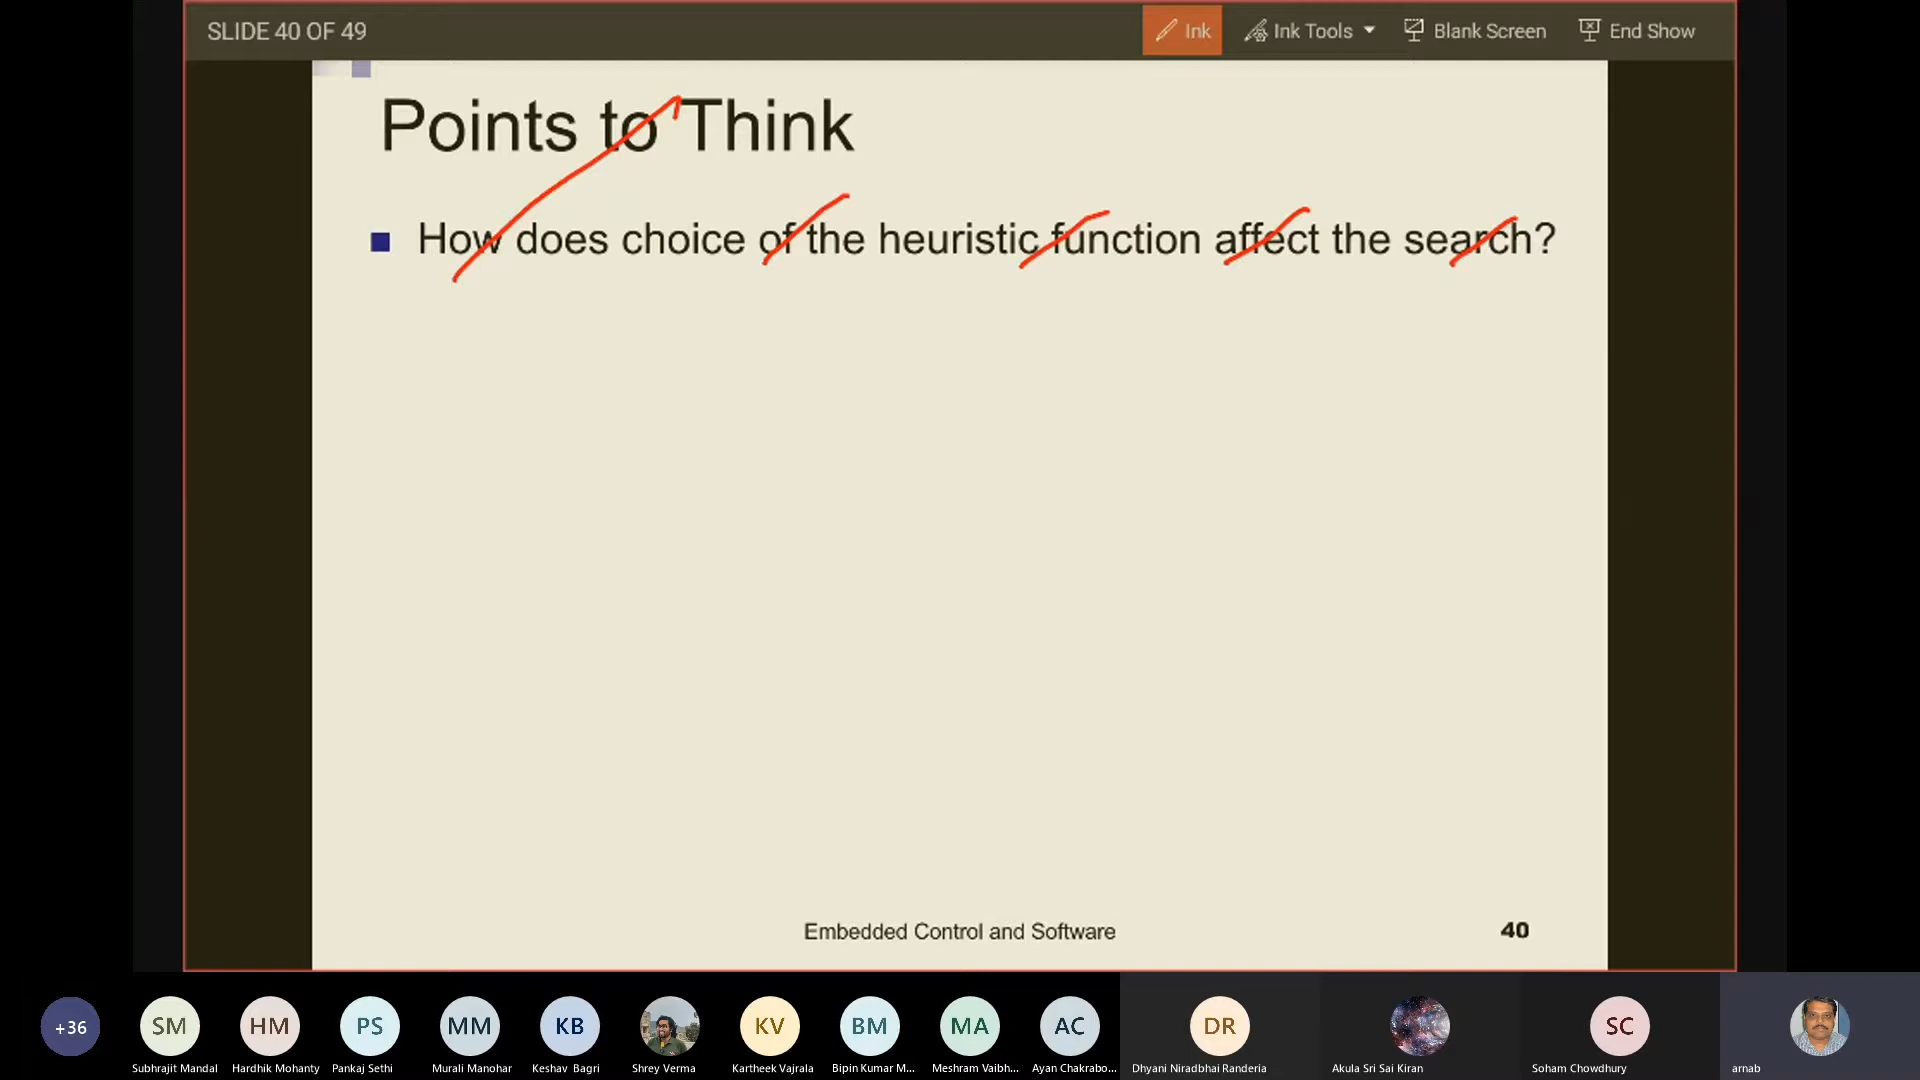 SLIDE 40 OF 49
Ink
Ink Tools
Blank Screen
End Show
Points to Think
How does choice of the heuristic function affect the search?
Embedded Control and Software
40
+36
SM
HM
PS
MM
KB
KV
BM
MA
AC
DR
SC
Subhrajit Mandal
Hardhik Mohanty
Pankaj Sethi
Murali Manohar
Keshav Bagri
Shrey Verma
Kartheek Vajrala
Bipin Kumar M...
Meshram Vaibh...
Ayan Chakrabo...
Dhyani Niradbhai Randeria
Akula Sri Sai Kiran
Soham Chowdhury
arnab